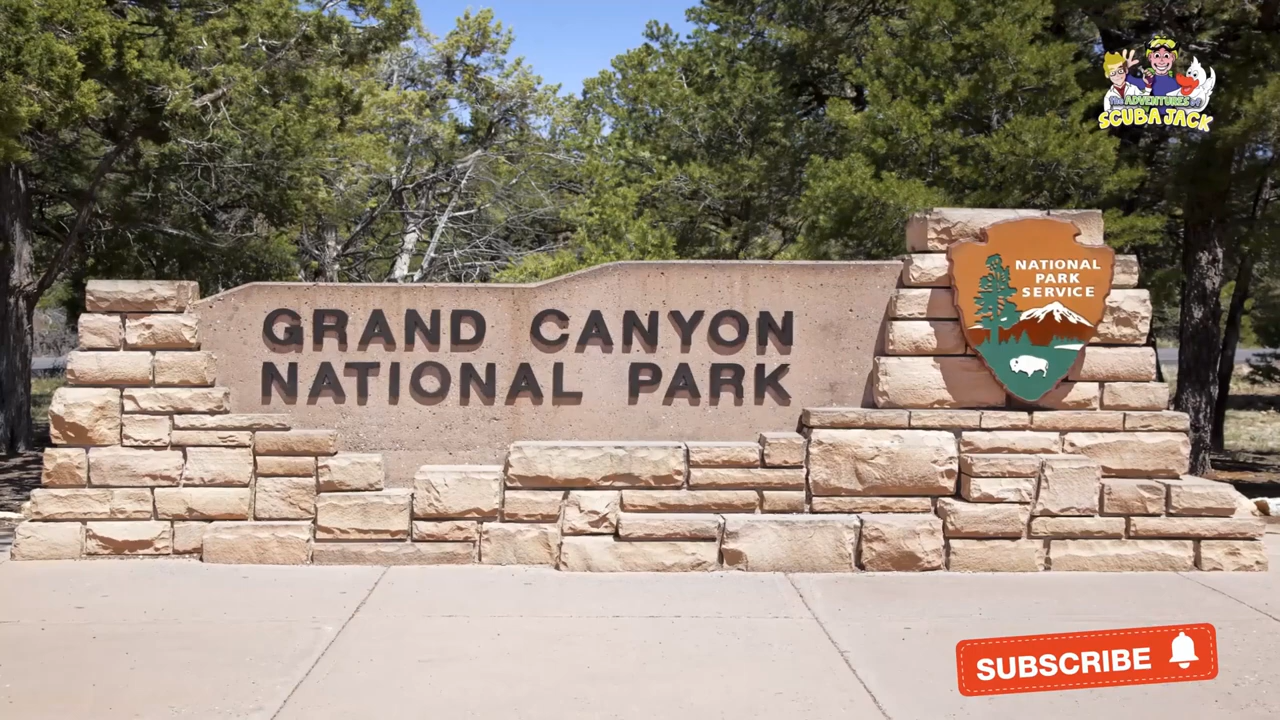 THE ADVENTURES OF
SCUBA JACK
NATIONAL
PARK
SERVICE
GRAND CANYON
NATIONAL PARK
SUBSCRIBE